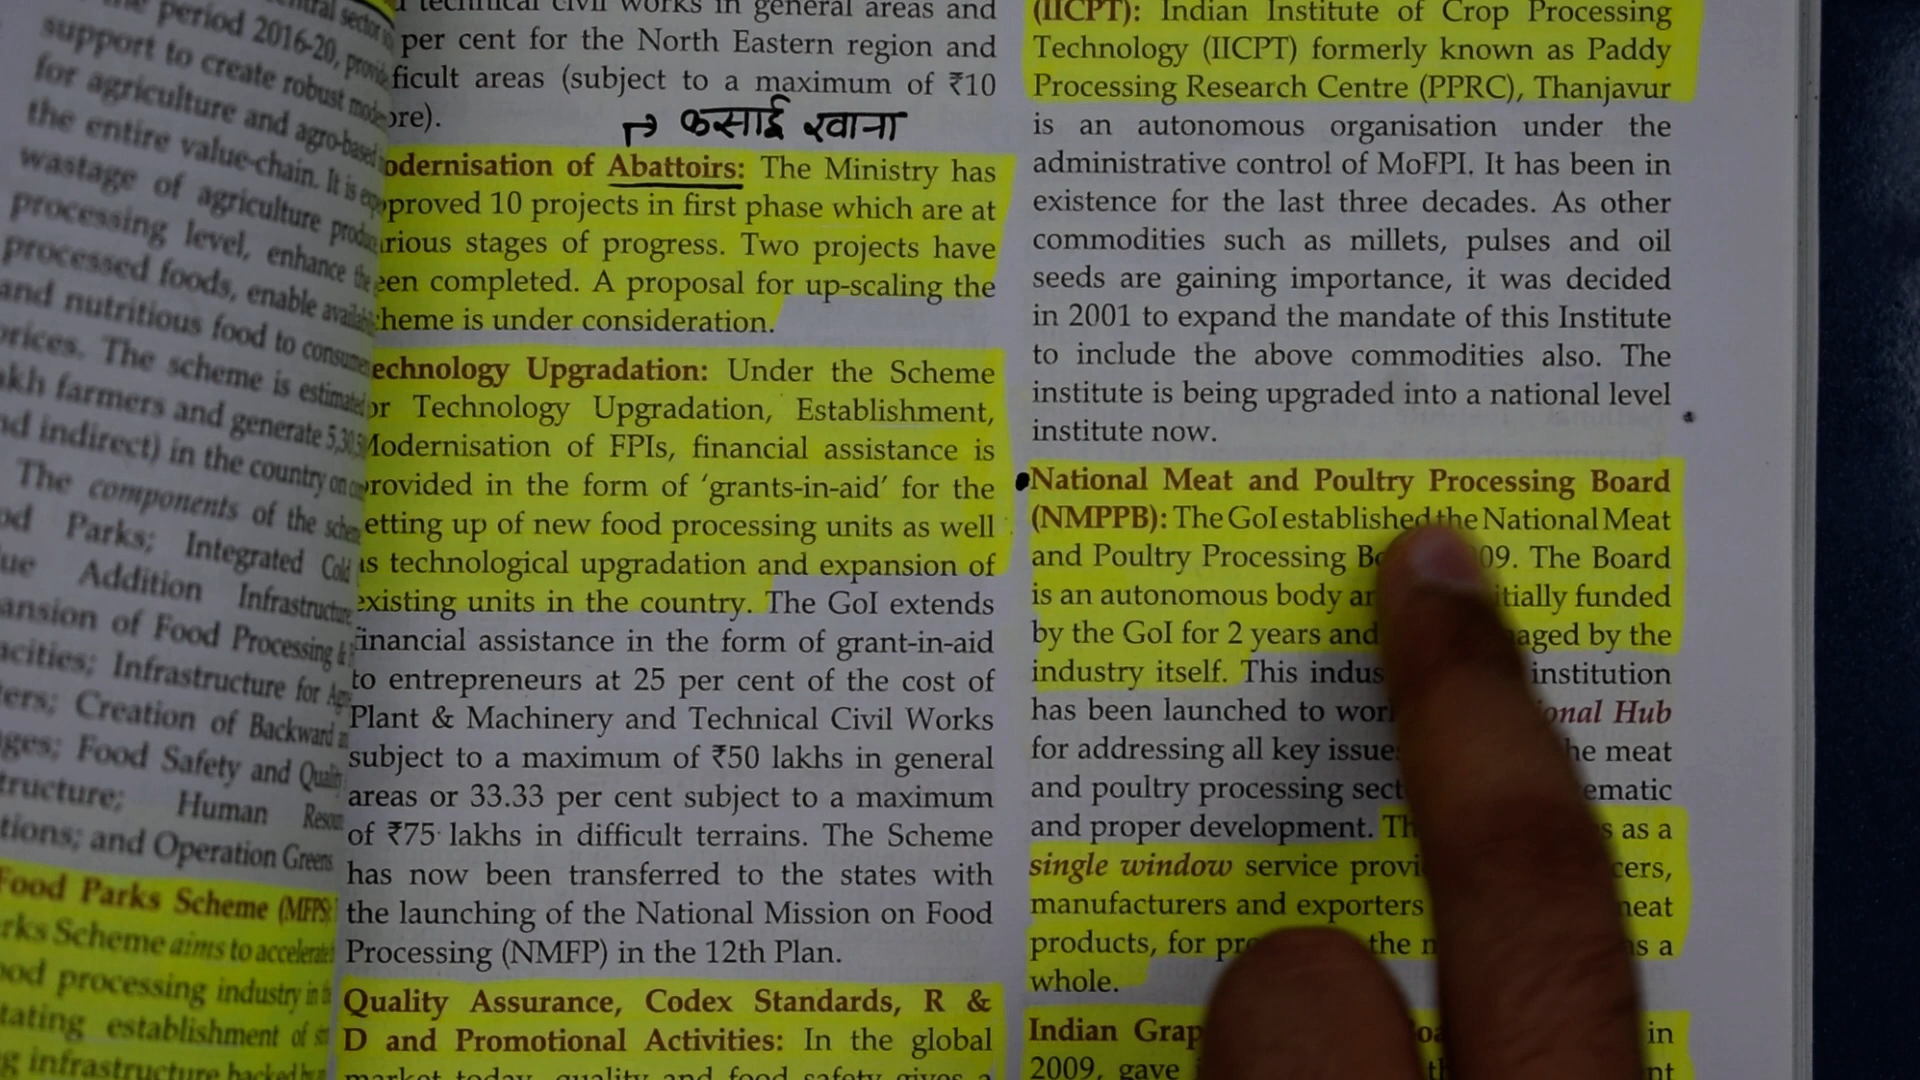 period 2016-20,
support to create robust
for agriculture and agro-based
the entire value-chain. It is
wastage of agriculture
processing level, enhance the
processed foods, enable
and nutritious food to
The scheme is estimated
farmers and generate
indirect) in the country on
The components of the
Parks; Integrated Cold
Addition Infrastructure
of Food Processing &
Infrastructure for
Creation of Backward
Food Safety and
Human
and Operation Greens
Food Parks Scheme (MFPS)
Scheme aims to
processing industry in
establishment of
infrastructure
technical civil works in general areas and
per cent for the North Eastern region and
ficult areas (subject to a maximum of ₹10
ore).
→ कसाई खाना
odernisation of Abattoirs: The Ministry has
proved 10 projects in first phase which are at
rious stages of progress. Two projects have
een completed. A proposal for up-scaling the
heme is under consideration.
echnology Upgradation: Under the Scheme
or Technology Upgradation, Establishment,
Modernisation of FPIs, financial assistance is
rovided in the form of ‘grants-in-aid’ for the
etting up of new food processing units as well
as technological upgradation and expansion of
existing units in the country. The GoI extends
financial assistance in the form of grant-in-aid
to entrepreneurs at 25 per cent of the cost of
Plant & Machinery and Technical Civil Works
subject to a maximum of ₹50 lakhs in general
areas or 33.33 per cent subject to a maximum
of ₹75 lakhs in difficult terrains. The Scheme
has now been transferred to the states with
the launching of the National Mission on Food
Processing (NMFP) in the 12th Plan.
Quality Assurance, Codex Standards, R &
D and Promotional Activities: In the global
market today, quality and food safety gives a
(IICPT): Indian Institute of Crop Processing
Technology (IICPT) formerly known as Paddy
Processing Research Centre (PPRC), Thanjavur
is an autonomous organisation under the
administrative control of MoFPI. It has been in
existence for the last three decades. As other
commodities such as millets, pulses and oil
seeds are gaining importance, it was decided
in 2001 to expand the mandate of this Institute
to include the above commodities also. The
institute is being upgraded into a national level
institute now.
National Meat and Poultry Processing Board
(NMPPB): The GoI established the National Meat
and Poultry Processing 09. The Board
is an autonomous body itially funded
by the GoI for 2 years and aged by the
industry itself. This indus institution
has been launched to wor onal Hub
for addressing all key issues he meat
and poultry processing sect ematic
and proper development. as a
single window service provi cers,
manufacturers and exporters meat
products, for the as a
whole.
Indian Grap in
2009, gave